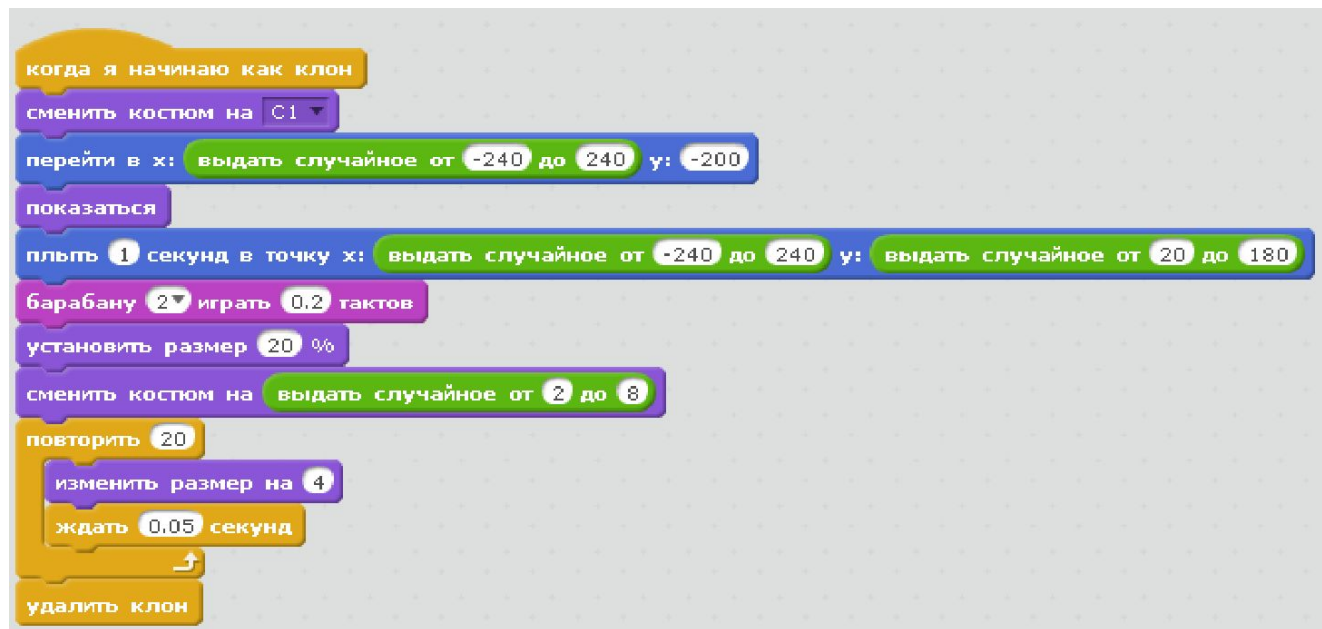 когда я начинаю как клон
сменить костюм на C1
перейти в x: выдать случайное от -240 до 240 y: -200
показаться
плыть 1 секунд в точку x: выдать случайное от -240 до 240 y: выдать случайное от 20 до 180
барабану 2 играть 0.2 тактов
установить размер 20 %
сменить костюм на выдать случайное от 2 до 8
повторить 20
изменить размер на 4
ждать 0.05 секунд
удалить клон